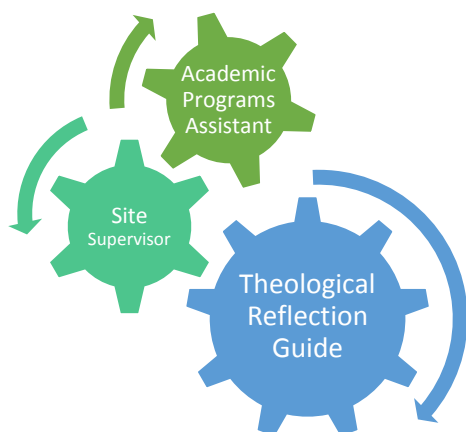 Academic
Programs
Assistant
Site
Supervisor
Theological
Reflection
Guide